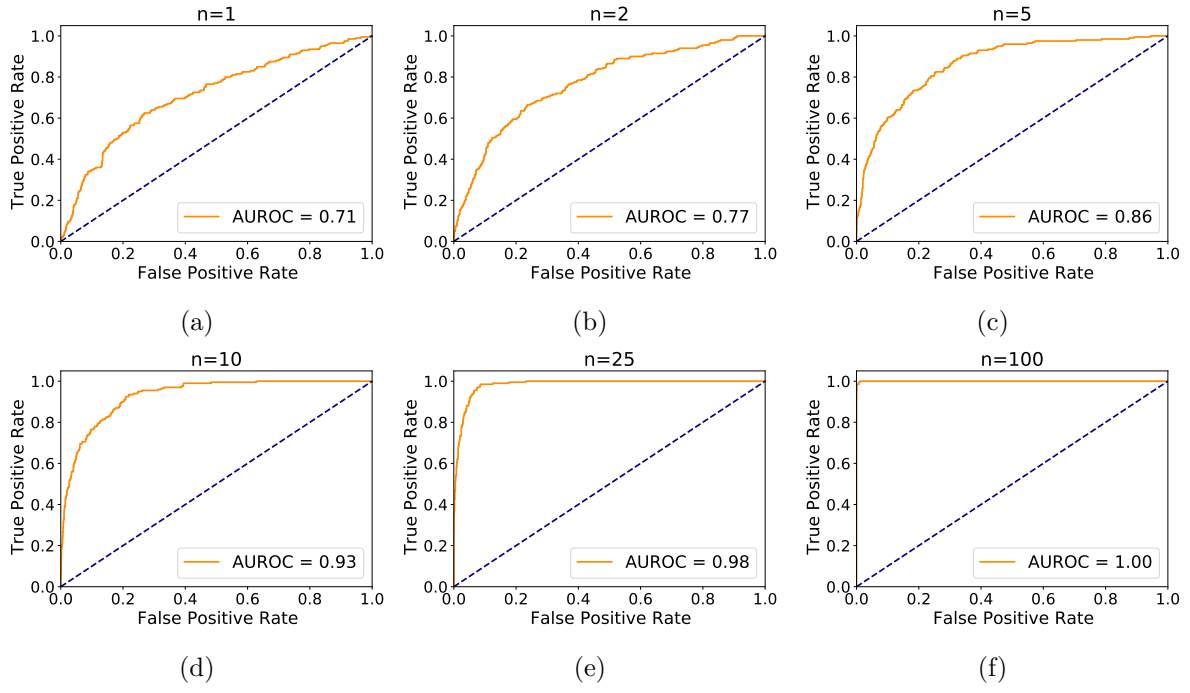 n=1
1.0
0.8
0.6
0.4
0.2
0.0
True Positive Rate
AUROC = 0.71
0.0 0.2 0.4 0.6 0.8 1.0
False Positive Rate
(a)
n=2
1.0
0.8
0.6
0.4
0.2
0.0
True Positive Rate
AUROC = 0.77
0.0 0.2 0.4 0.6 0.8 1.0
False Positive Rate
(b)
n=5
1.0
0.8
0.6
0.4
0.2
0.0
True Positive Rate
AUROC = 0.86
0.0 0.2 0.4 0.6 0.8 1.0
False Positive Rate
(c)
n=10
1.0
0.8
0.6
0.4
0.2
0.0
True Positive Rate
AUROC = 0.93
0.0 0.2 0.4 0.6 0.8 1.0
False Positive Rate
(d)
n=25
1.0
0.8
0.6
0.4
0.2
0.0
True Positive Rate
AUROC = 0.98
0.0 0.2 0.4 0.6 0.8 1.0
False Positive Rate
(e)
n=100
1.0
0.8
0.6
0.4
0.2
0.0
True Positive Rate
AUROC = 1.00
0.0 0.2 0.4 0.6 0.8 1.0
False Positive Rate
(f)